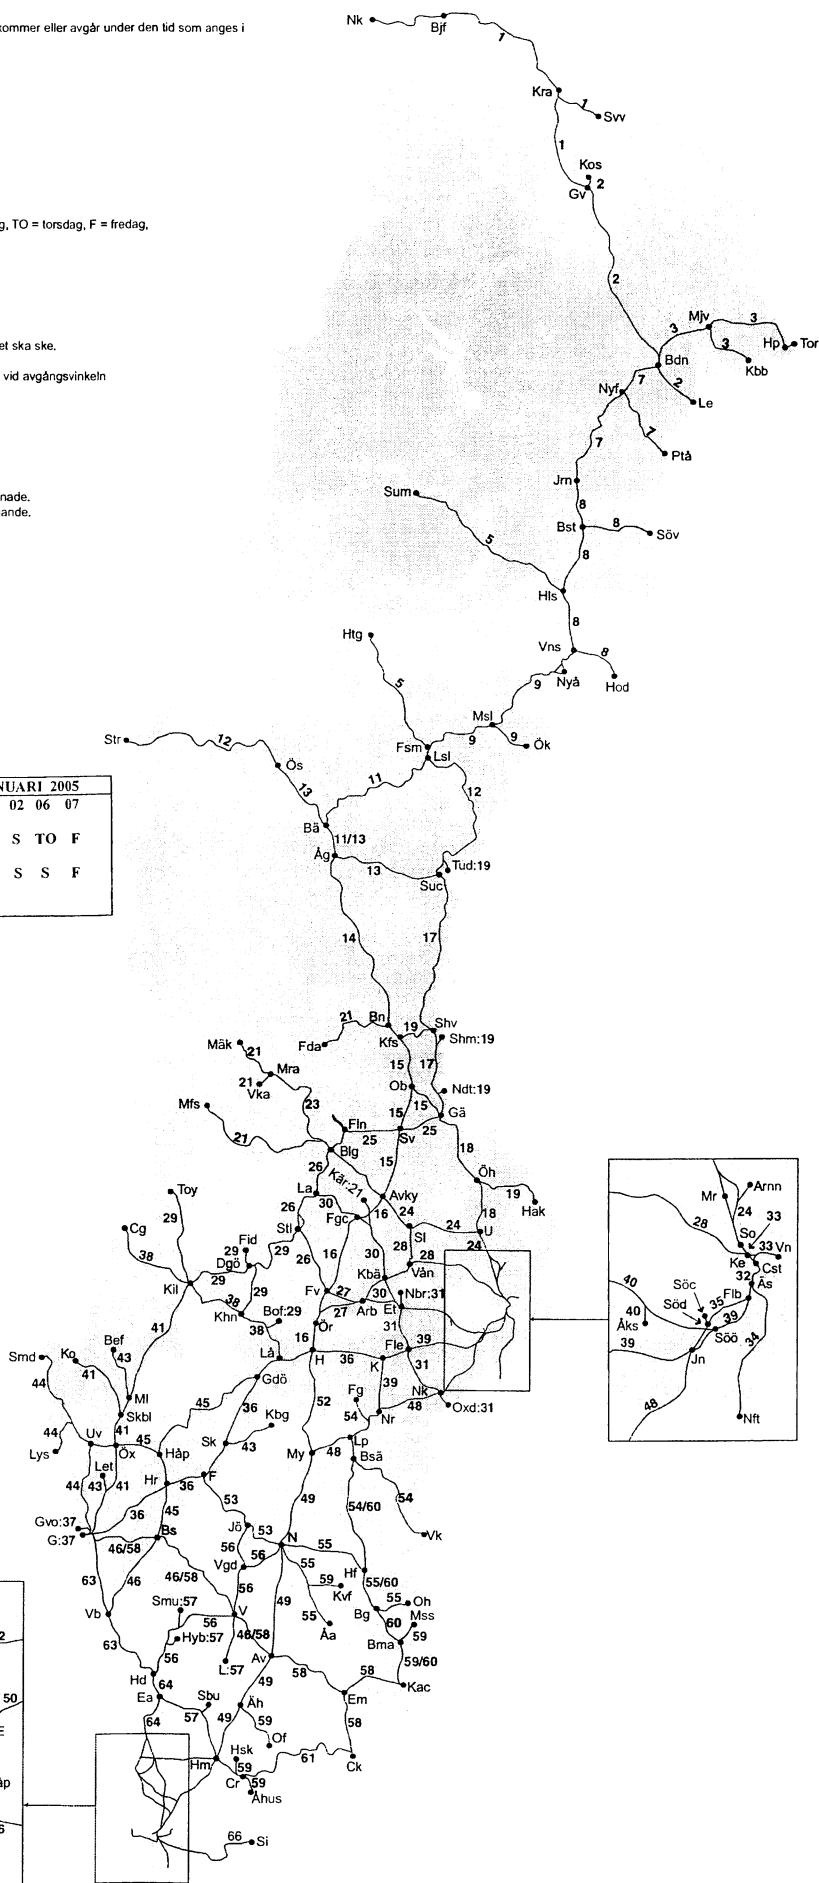 kommer eller avgår under den tid som anges i
g, TO = torsdag, F = fredag,
et ska ske.
vid avgångsvinkeln
nade.
ande.
NUARI 2005
02 06 07
S TO F
S S F
Nk
Bjf
1
Kra
1
Svv
1
Kos
2
Gv
2
Mjv
3
3
Hp
Tor
3
Kbb
Bdn
7
2
Le
Nyf
7
7
Ptå
Jrn
Sum
8
Bst
8
Söv
5
8
Hls
8
Htg
Vns
8
5
Nyå
Hod
9
Msl
Str
12
Fsm
9
9
Ök
Lsl
Ös
11
13
12
Bä
11/13
Åg
13
Tud:19
Suc
14
17
21
Bn
Shv
19
Mäk
Fda
Kfs
Shm:19
21
15
17
Mra
21
Vka
Ob
Ndt:19
Mfs
23
15
Gä
Fln
15
25
25
21
Sv
18
Blg
15
26
Kär:21
Öh
Toy
La
Avky
19
30
16
Hak
29
26
Fgc
24
18
Cg
Stl
Sl
24
U
Fid
16
28
24
38
29
29
26
30
28
Dgö
Kbä
Vån
29
Kil
29
27
30
Nbr:31
38
Fv
Arb
Et
Khn
Bof:29
27
38
Ör
31
41
Bef
16
Fle
39
Smd
Ko
43
Lå
H
36
K
31
44
41
Gdö
39
Nk
Ml
45
Fg
48
Oxd:31
Skbl
36
Kbg
52
54
Nr
44
Uv
41
45
Sk
43
Lp
Lys
Öx
Håp
My
48
Bsä
Let
44
43
41
Hr
36
F
54
Gvo:37
36
45
53
49
54/60
G:37
Bs
Jö
53
N
Vk
46/58
56
55
46/58
Vgd
56
55
Hf
63
46
59
55/60
Kvf
55
Oh
Smu:57
56
49
Bg
Mss
Vb
56
V
55
60
59
Hyb:57
46/58
Åa
Bma
63
56
L:57
Av
58
59/60
Hd
58
64
49
Kac
Ea
Sbu
Äh
Em
64
57
49
59
58
Of
Hsk
Hm
61
59
Ck
Cr
59
Åhus
66
Si
Arnn
Mr
24
33
28
So
Ke
33
Vn
Cst
40
32
Ås
Söc
35
Flb
Söd
40
39
Åks
Söö
39
34
Jn
48
Nft
2
50
E
åp
6